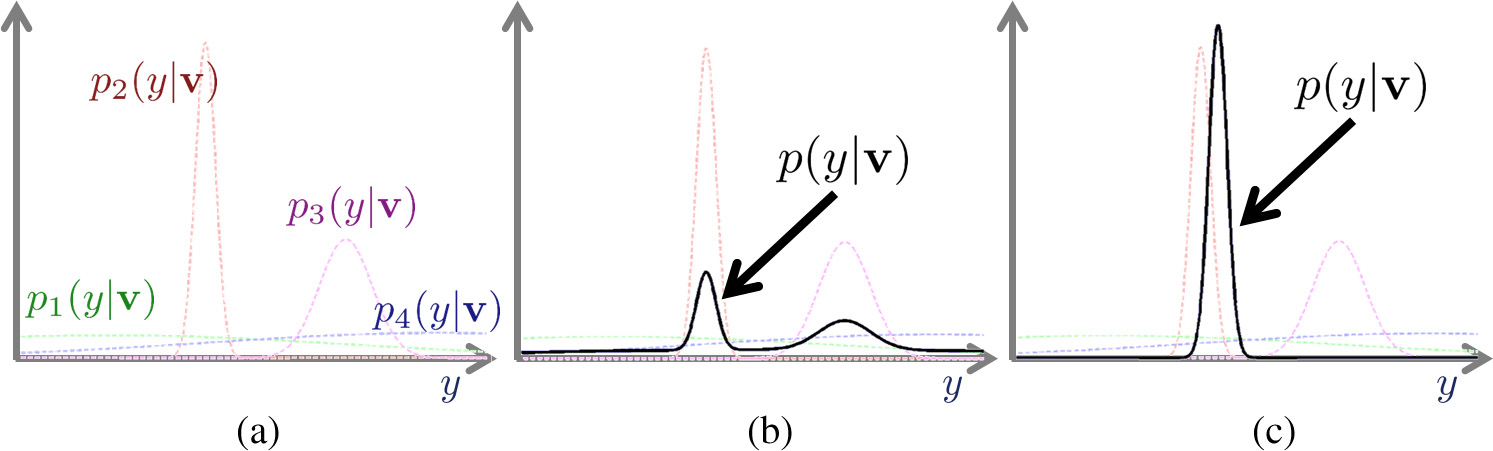 p₂(y|v)
p₃(y|v)
p₁(y|v)
p₄(y|v)
y
(a)
p(y|v)
y
(b)
p(y|v)
y
(c)